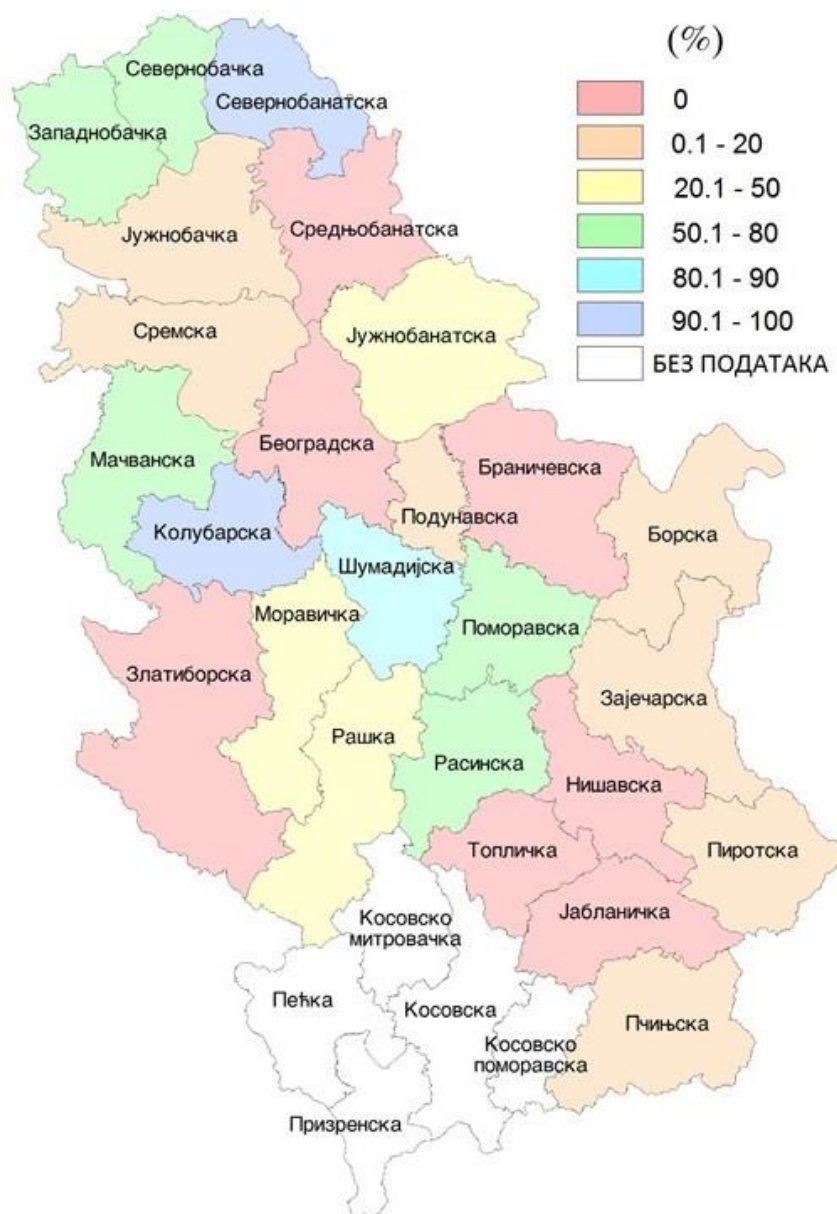 (%)
0
0.1 - 20
20.1 - 50
50.1 - 80
80.1 - 90
90.1 - 100
БЕЗ ПОДАТАКА
Севернобачка
Севернобанатска
Западнобачка
Јужнобачка
Средњобанатска
Сремска
Јужнобанатска
Београдска
Мачванска
Браничевска
Подунавска
Колубарска
Борска
Шумадијска
Моравичка
Поморавска
Златиборска
Зајечарска
Рашка
Расинска
Нишавска
Топличка
Пиротска
Јабланичка
Косовско
митровачка
Пећка
Косовска
Пчињска
Косовско
поморавска
Призренска